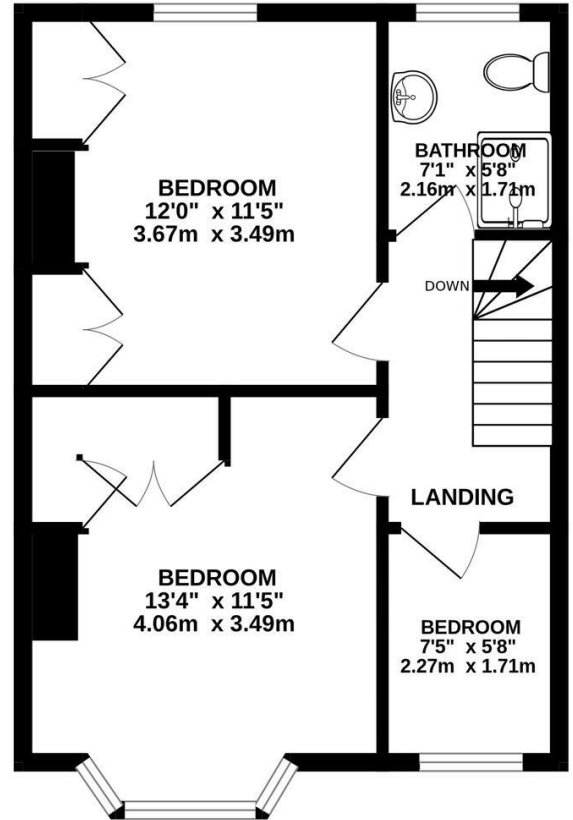 BATHROOM
7'1" x 5'8"
2.16m x 1.71m
BEDROOM
12'0" x 11'5"
3.67m x 3.49m
DOWN
LANDING
BEDROOM
13'4" x 11'5"
4.06m x 3.49m
BEDROOM
7'5" x 5'8"
2.27m x 1.71m